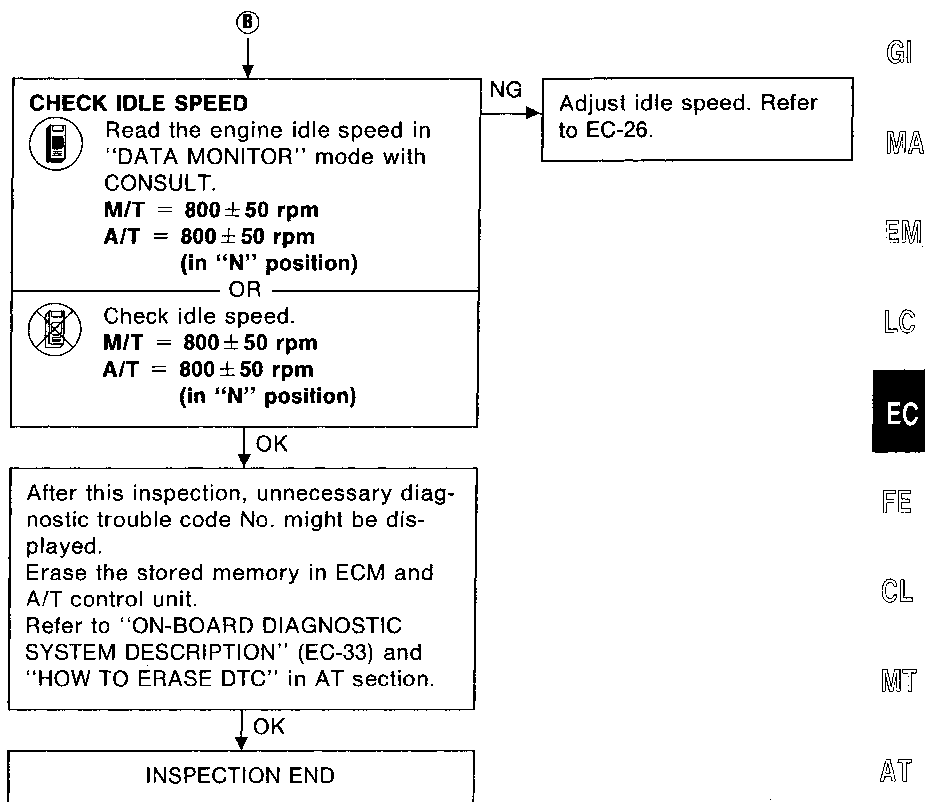 B
CHECK IDLE SPEED
Read the engine idle speed in
“DATA MONITOR” mode with
CONSULT.
M/T = 800 ± 50 rpm
A/T = 800 ± 50 rpm
(in “N” position)
OR
Check idle speed.
M/T = 800 ± 50 rpm
A/T = 800 ± 50 rpm
(in “N” position)
NG
Adjust idle speed. Refer
to EC-26.
OK
After this inspection, unnecessary diag-
nostic trouble code No. might be dis-
played.
Erase the stored memory in ECM and
A/T control unit.
Refer to “ON-BOARD DIAGNOSTIC
SYSTEM DESCRIPTION” (EC-33) and
“HOW TO ERASE DTC” in AT section.
OK
INSPECTION END
GI
MA
EM
LC
EC
FE
CL
MT
AT